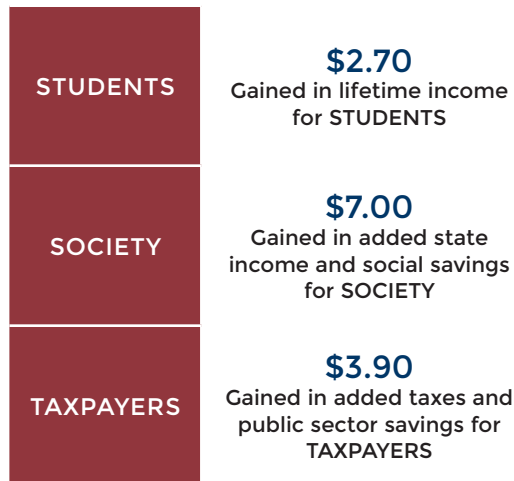 STUDENTS
$2.70
Gained in lifetime income
for STUDENTS
SOCIETY
$7.00
Gained in added state
income and social savings
for SOCIETY
TAXPAYERS
$3.90
Gained in added taxes and
public sector savings for
TAXPAYERS